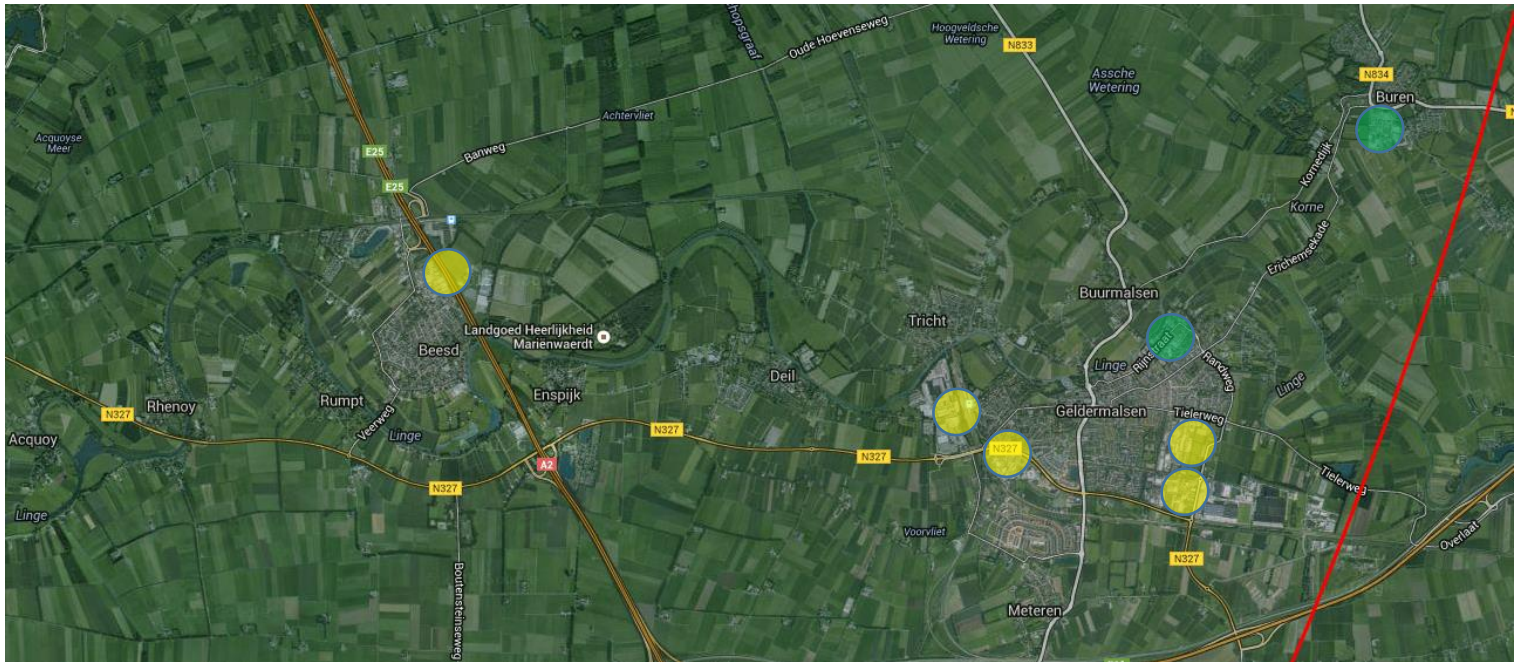 hopsgraaf
Oude Hoevenseweg
Hoogveldsche
Wetering
N833
Assche
Wetering
N834
Buren
Achtervliet
Acquoyse
Meer
E25
Banweg
E25
Kornedijk
Korne
Erichemsekade
Buurmalsen
Tricht
Landgoed Heerlijkheid
Mariënwaerdt
Beesd
Rijnstraat
Linge
Randweg
Linge
Deil
Enspijk
Rumpt
Rhenoy
N327
Veerweg
Linge
Geldermalsen
Tielerweg
N327
Acquoy
N327
N327
A2
N327
Tielerweg
Linge
Voorvliet
Overlaat
N327
Boutensteinseweg
Meteren